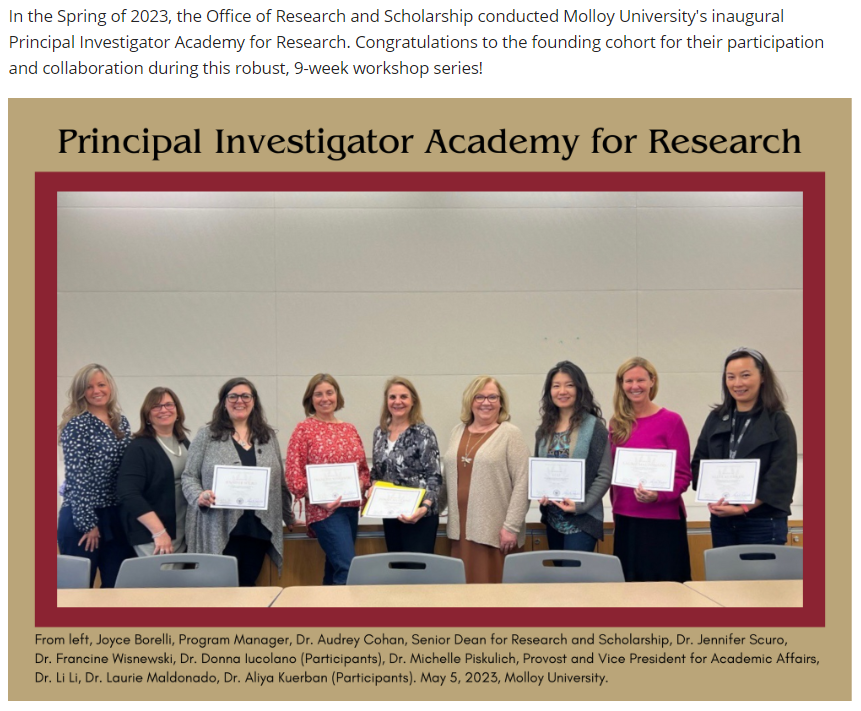 In the Spring of 2023, the Office of Research and Scholarship conducted Molloy University's inaugural
Principal Investigator Academy for Research. Congratulations to the founding cohort for their participation
and collaboration during this robust, 9-week workshop series!
Principal Investigator Academy for Research
From left, Joyce Borelli, Program Manager, Dr. Audrey Cohan, Senior Dean for Research and Scholarship, Dr. Jennifer Scuro,
Dr. Francine Wisnewski, Dr. Donna Iucolano (Participants), Dr. Michelle Piskulich, Provost and Vice President for Academic Affairs,
Dr. Li Li, Dr. Laurie Maldonado, Dr. Aliya Kuerban (Participants). May 5, 2023, Molloy University.